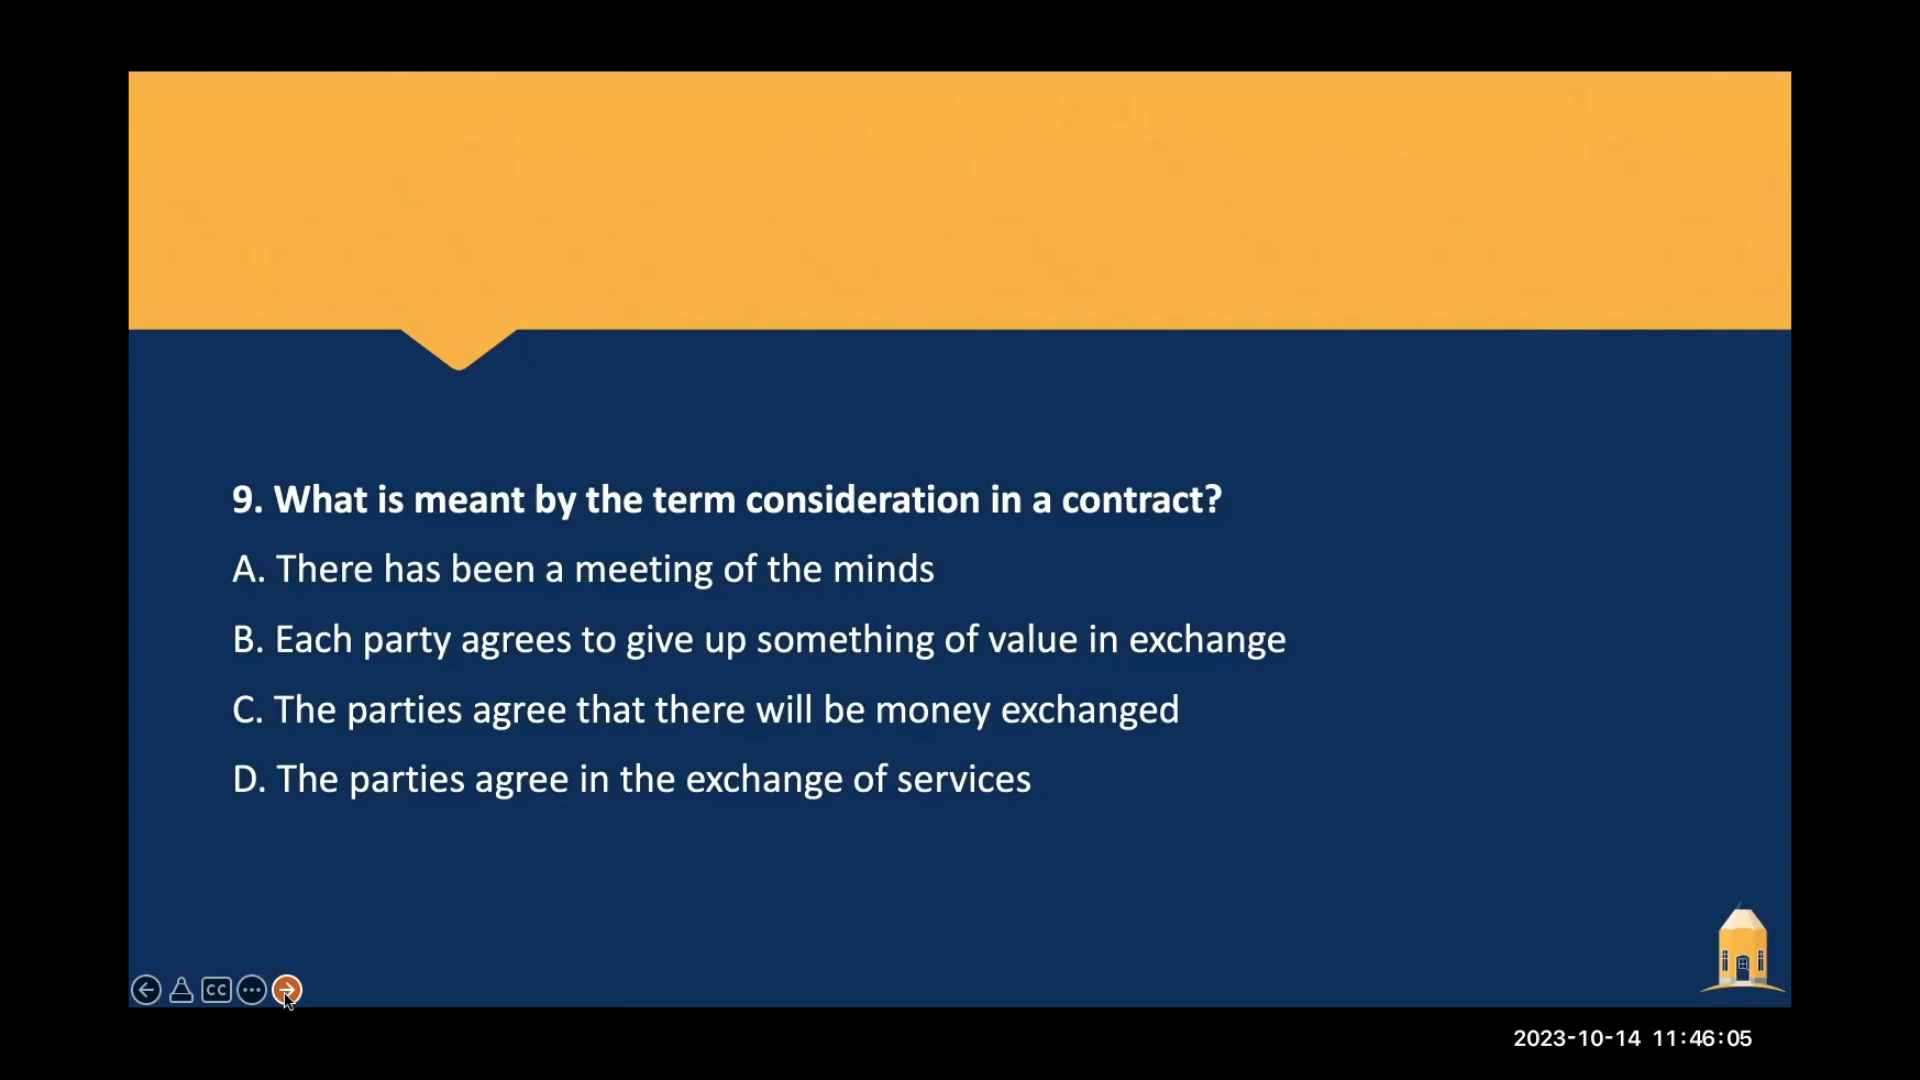 9. What is meant by the term consideration in a contract?
A. There has been a meeting of the minds
B. Each party agrees to give up something of value in exchange
C. The parties agree that there will be money exchanged
D. The parties agree in the exchange of services
CC
2023-10-14 11:46:05